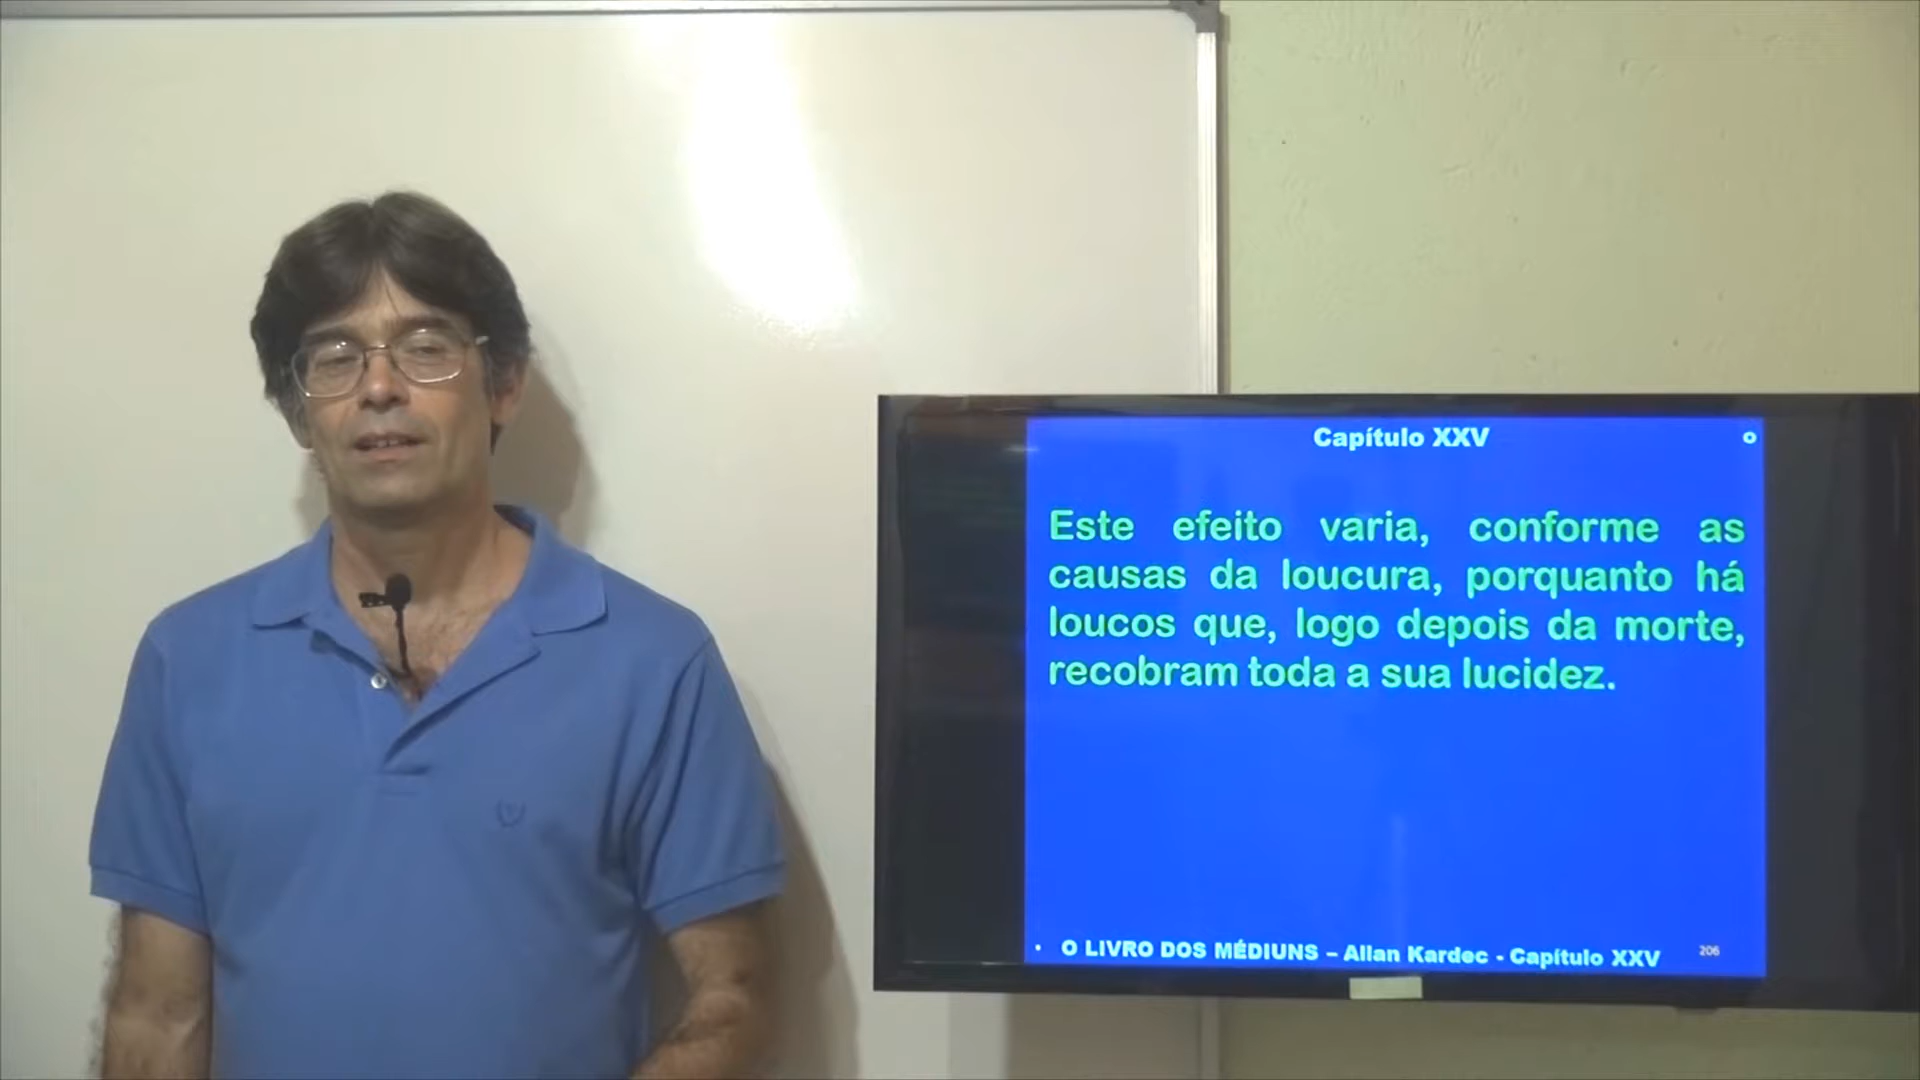 Capítulo XXV
Este efeito varia, conforme as
causas da loucura, porquanto há
loucos que, logo depois da morte,
recobram toda a sua lucidez.
• O LIVRO DOS MÉDIUNS – Allan Kardec - Capítulo XXV
206